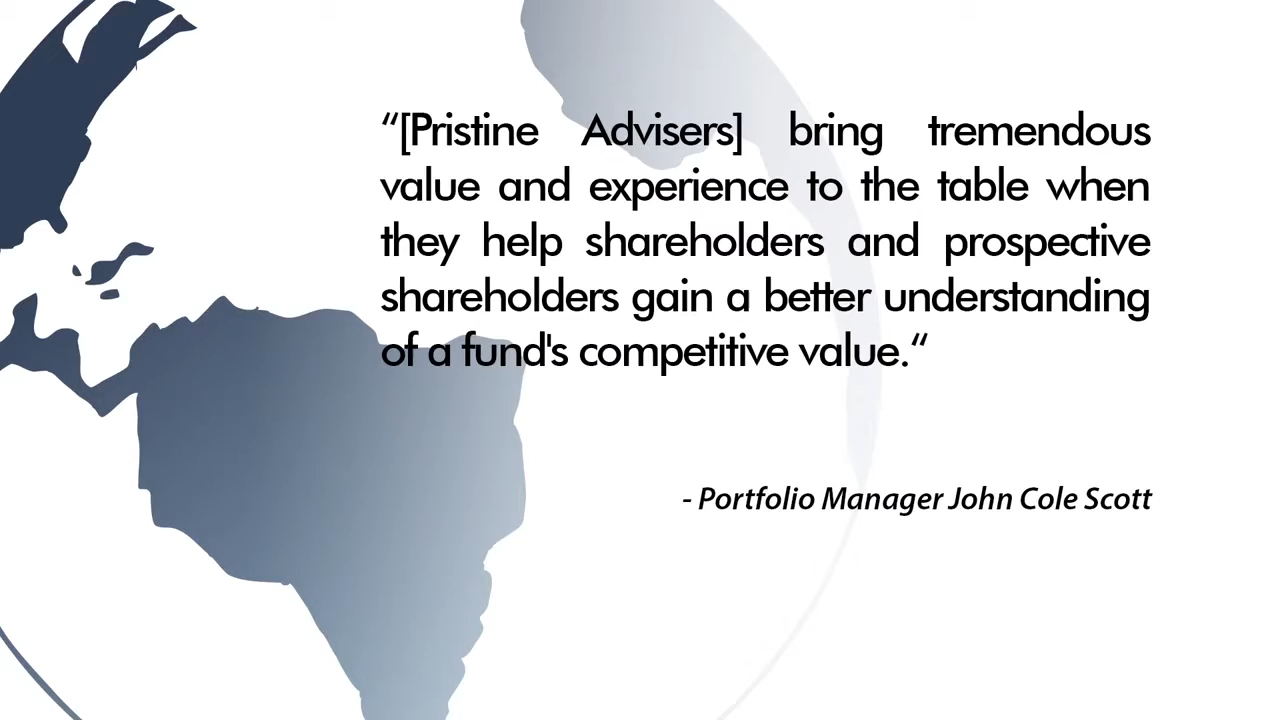 “[Pristine Advisers] bring tremendous
value and experience to the table when
they help shareholders and prospective
shareholders gain a better understanding
of a fund's competitive value.“
- Portfolio Manager John Cole Scott